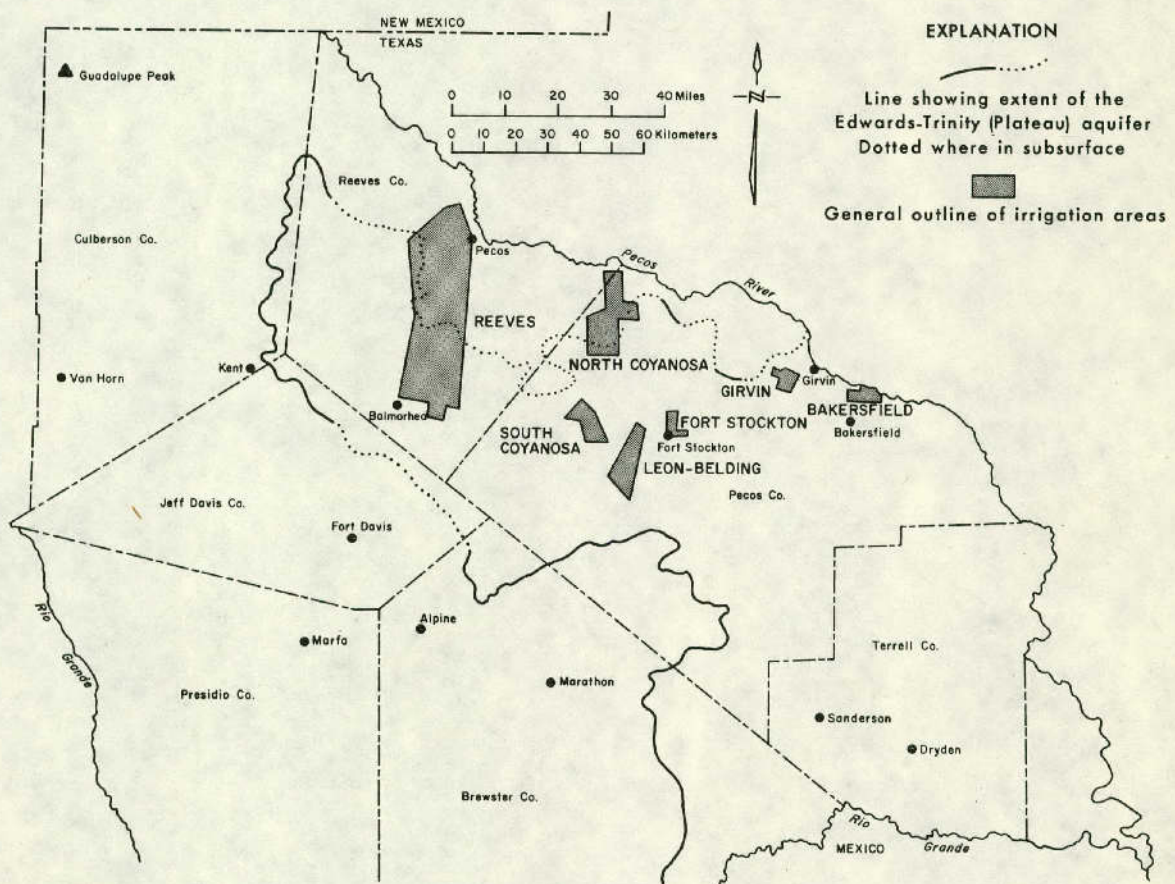 NEW MEXICO
TEXAS
EXPLANATION
Guadalupe Peak
0 10 20 30 40 Miles
0 10 20 30 40 50 60 Kilometers
N
Line showing extent of the
Edwards-Trinity (Plateau) aquifer
Dotted where in subsurface
General outline of irrigation areas
Reeves Co.
Culberson Co.
Pecos
Pecos
River
REEVES
NORTH COYANOSA
Van Horn
Kent
GIRVIN
Girvin
Balmorhea
BAKERSFIELD
Bakersfield
SOUTH
COYANOSA
FORT STOCKTON
Fort Stockton
LEON-BELDING
Pecos Co.
Jeff Davis Co.
Fort Davis
Rio
Grande
Alpine
Marfa
Terrell Co.
Presidio Co.
Marathon
Sanderson
Dryden
Brewster Co.
Rio
Grande
MEXICO